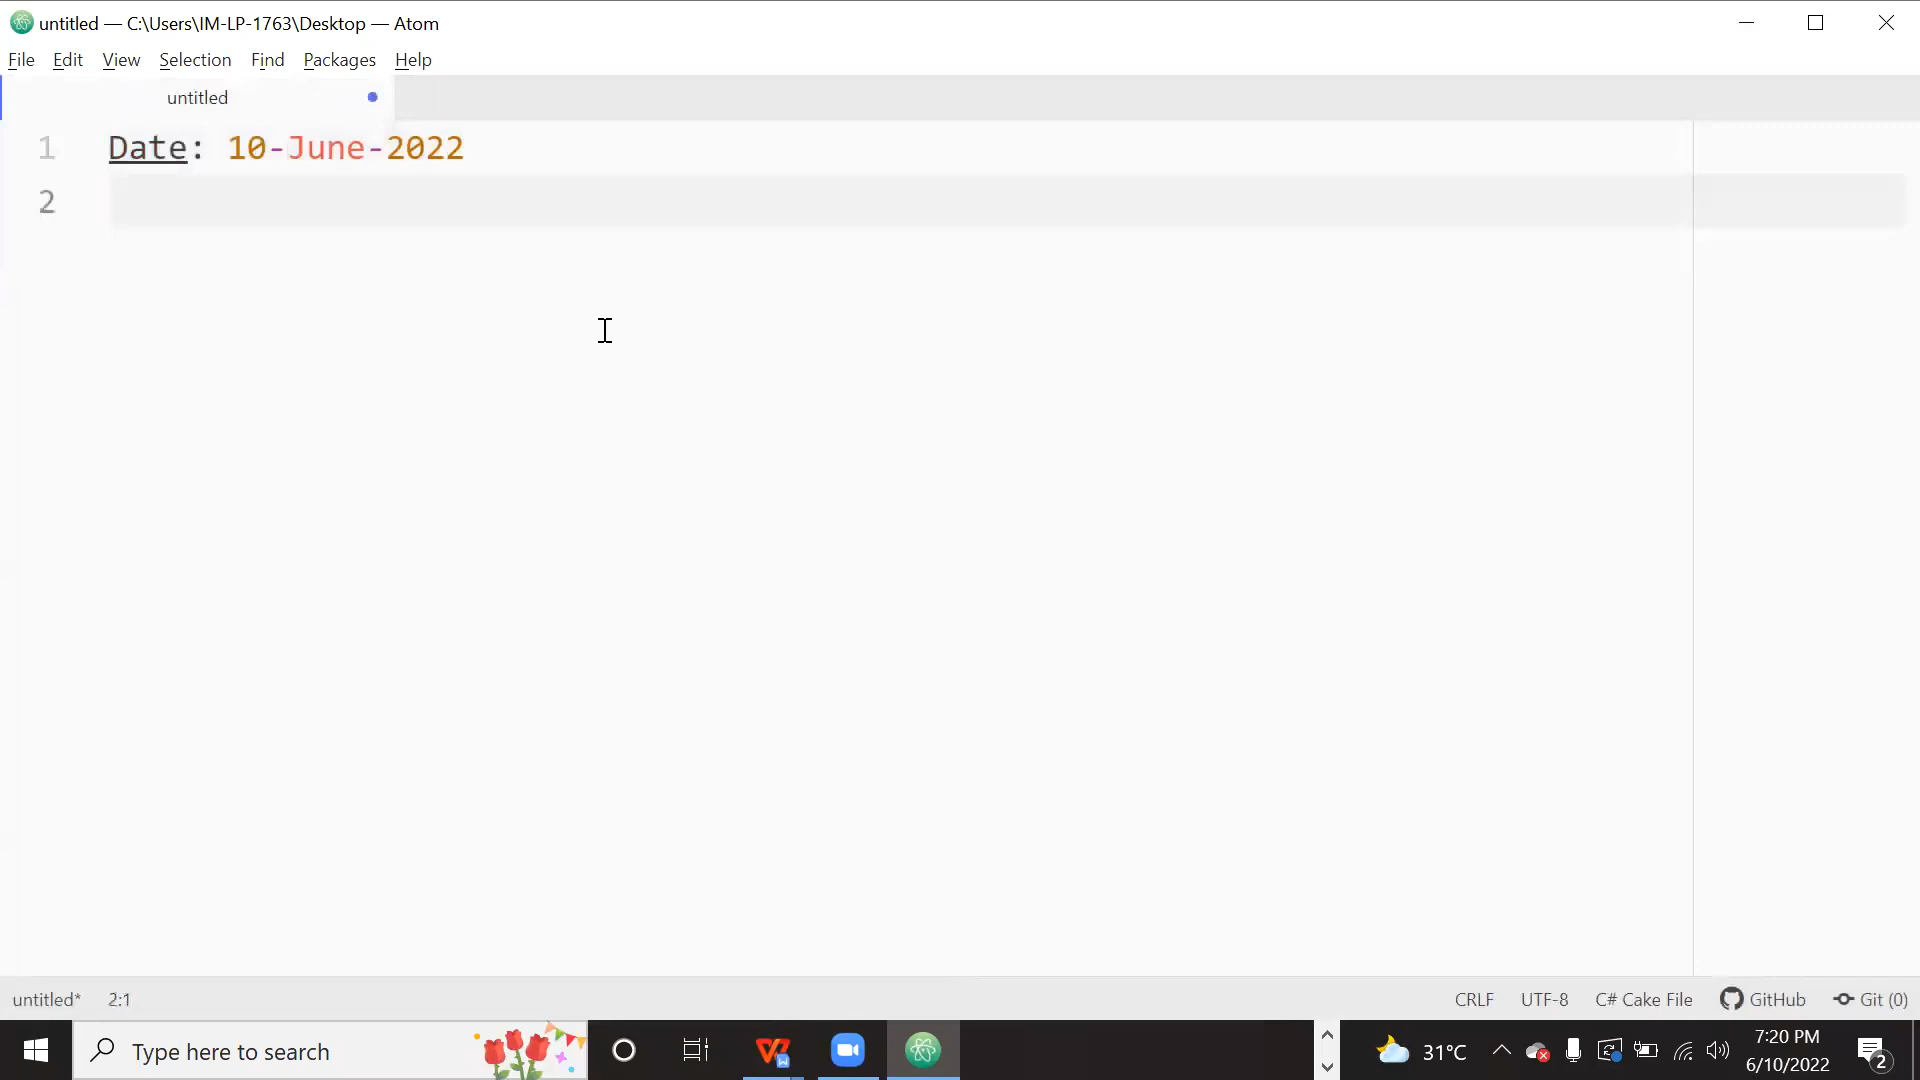 untitled — C:\Users\IM-LP-1763\Desktop — Atom
File Edit View Selection Find Packages Help
untitled
1 Date: 10-June-2022
2
untitled* 2:1 CRLF UTF-8 C# Cake File GitHub Git (0)
Type here to search 31°C 7:20 PM
6/10/2022 2